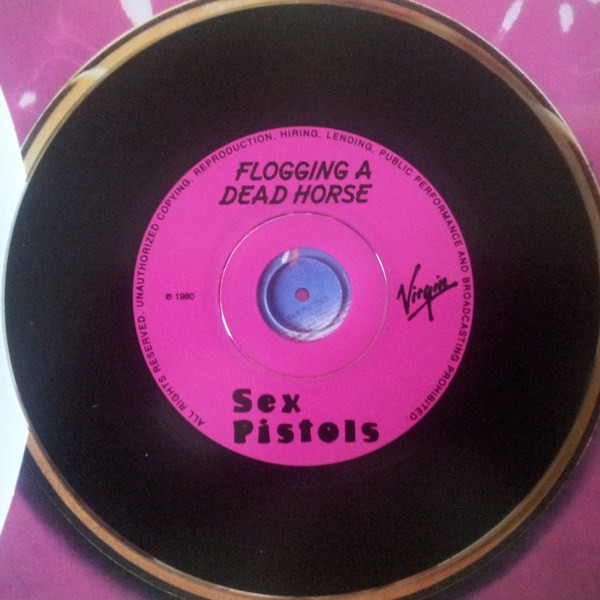 ALL RIGHTS RESERVED. UNAUTHORIZED COPYING, REPRODUCTION, HIRING, LENDING, PUBLIC PERFORMANCE AND BROADCASTING PROHIBITED.
FLOGGING A
DEAD HORSE
℗ 1980
Virgin
Sex
Pistols